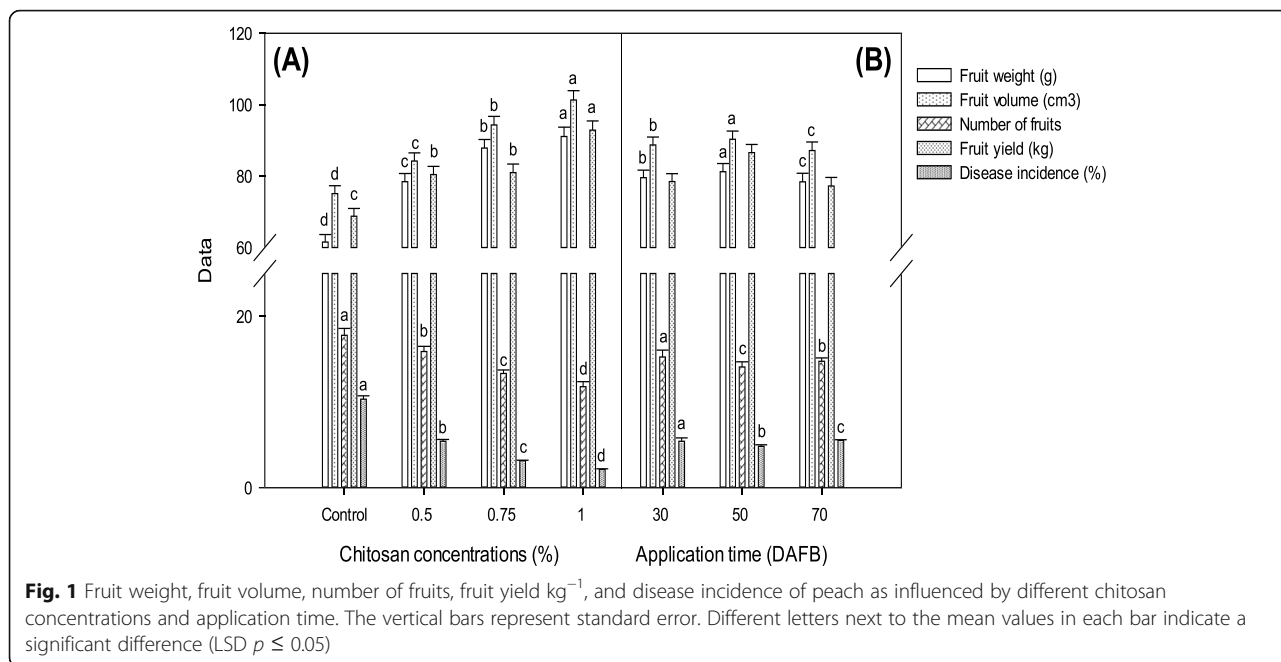 120
(A)
(B)
100
80
60
20
0
Data
d
d
c
a
a
c
c
b
b
b
b
b
b
c
c
a
a
a
d
d
b
b
a
a
a
a
c
b
c
c
b
c
Control
0.5
0.75
1
30
50
70
Chitosan concentrations (%)
Application time (DAFB)
Fruit weight (g)
Fruit volume (cm3)
Number of fruits
Fruit yield (kg)
Disease incidence (%)
Fig. 1 Fruit weight, fruit volume, number of fruits, fruit yield kg⁻¹, and disease incidence of peach as influenced by different chitosan
concentrations and application time. The vertical bars represent standard error. Different letters next to the mean values in each bar indicate a
significant difference (LSD p ≤ 0.05)